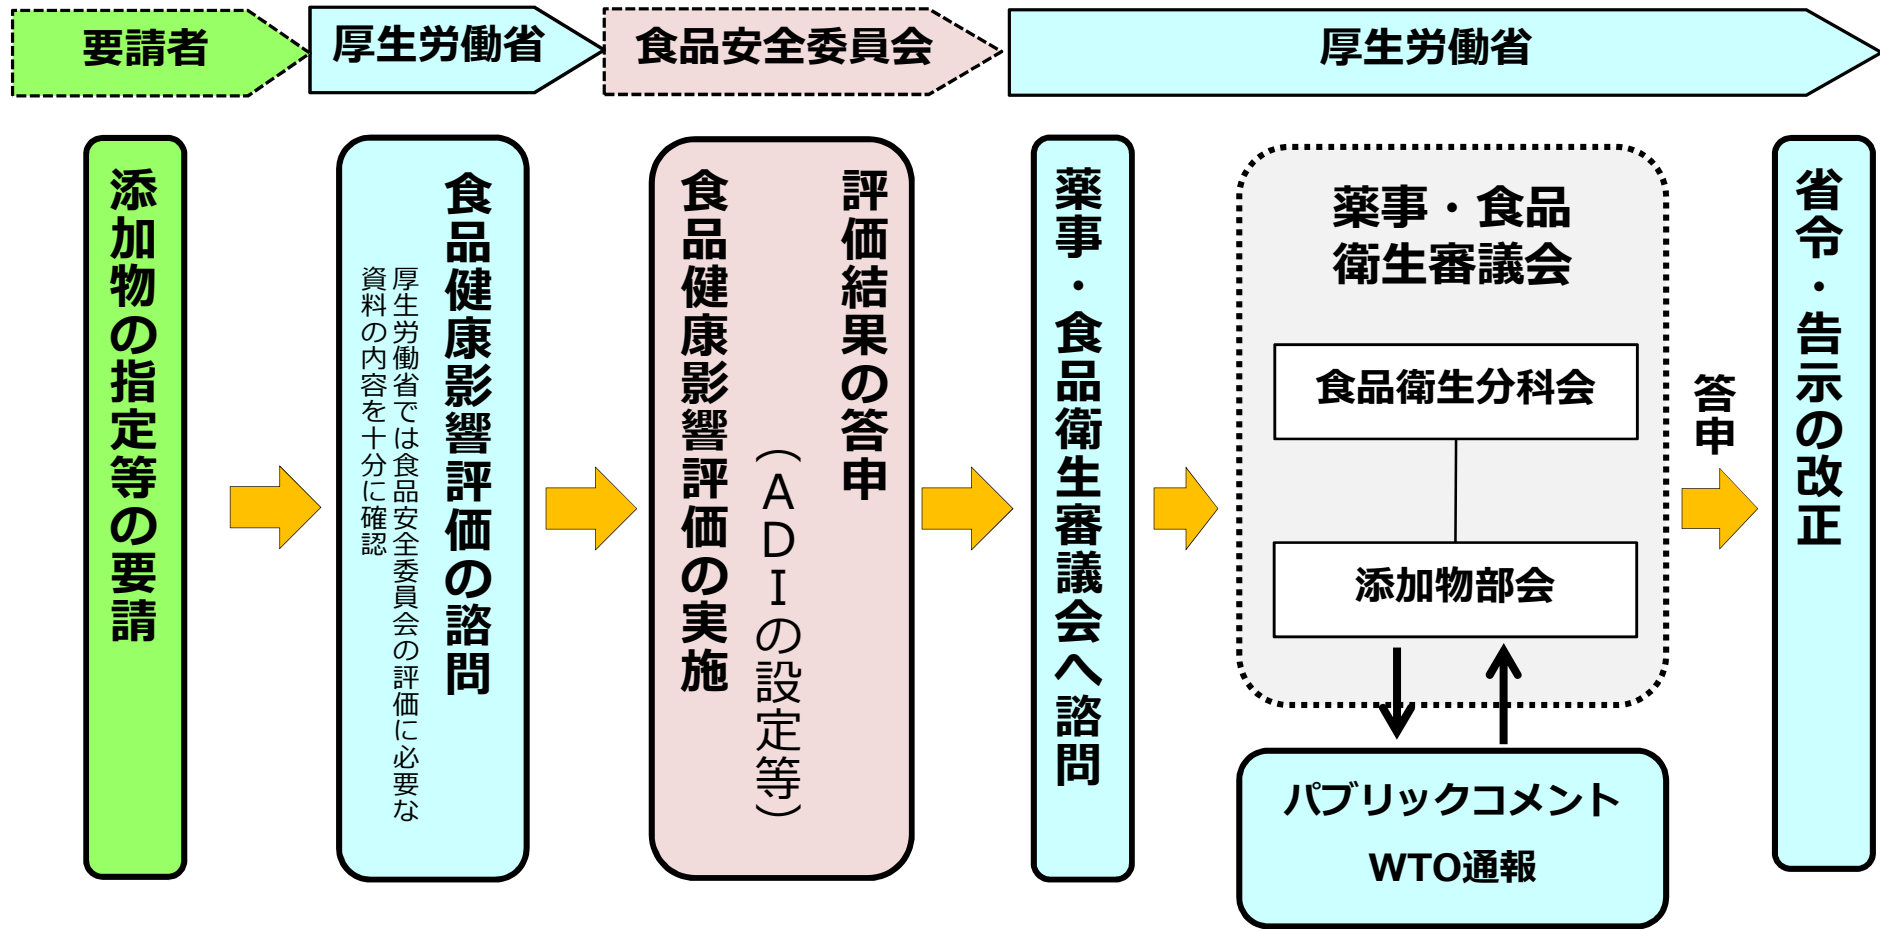 要請者
厚生労働省
食品安全委員会
厚生労働省
添加物の指定等の要請
食品健康影響評価の諮問
厚生労働省では食品安全委員会の評価に必要な
資料の内容を十分に確認
評価結果の答申
（ADIの設定等）
食品健康影響評価の実施
薬事・食品衛生審議会へ諮問
薬事・食品
衛生審議会
食品衛生分科会
添加物部会
パブリックコメント
WTO通報
答申
省令・告示の改正